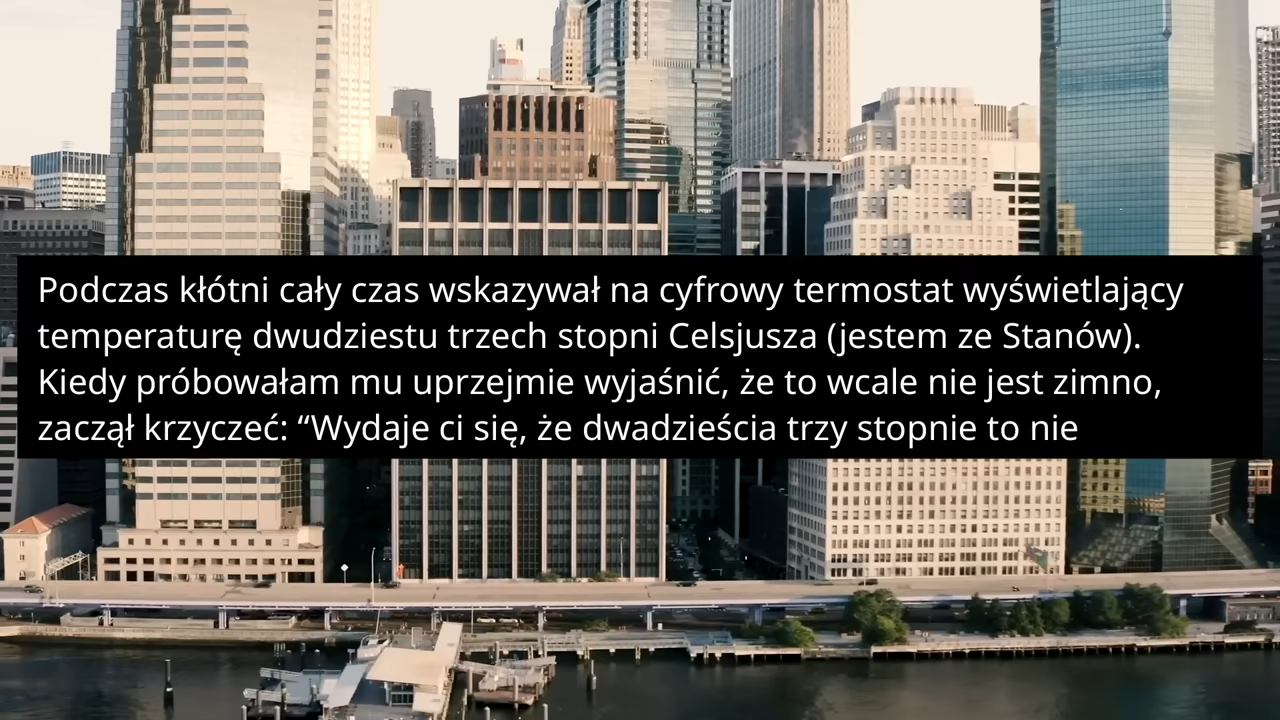 Podczas kłótni cały czas wskazywał na cyfrowy termostat wyświetlający
temperaturę dwudziestu trzech stopni Celsjusza (jestem ze Stanów).
Kiedy próbowałam mu uprzejmie wyjaśnić, że to wcale nie jest zimno,
zaczął krzyczeć: “Wydaje ci się, że dwadzieścia trzy stopnie to nie